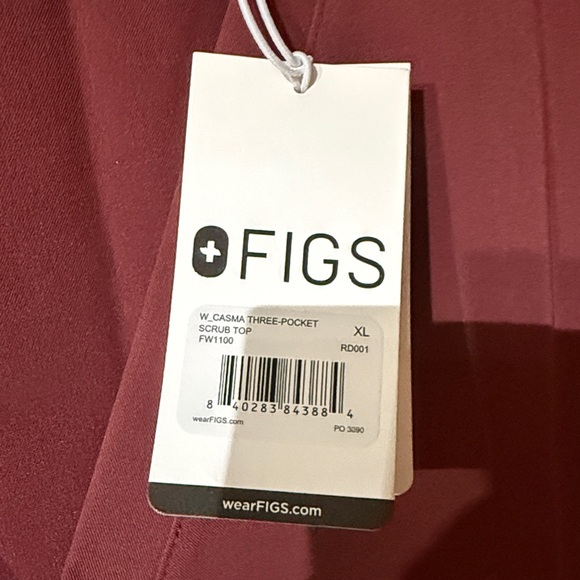 FIGS
W_CASMA THREE-POCKET
SCRUB TOP XL
FW1100 RD001
8 40283 84388 4
wearFIGS.com PO 3090
wearFIGS.com